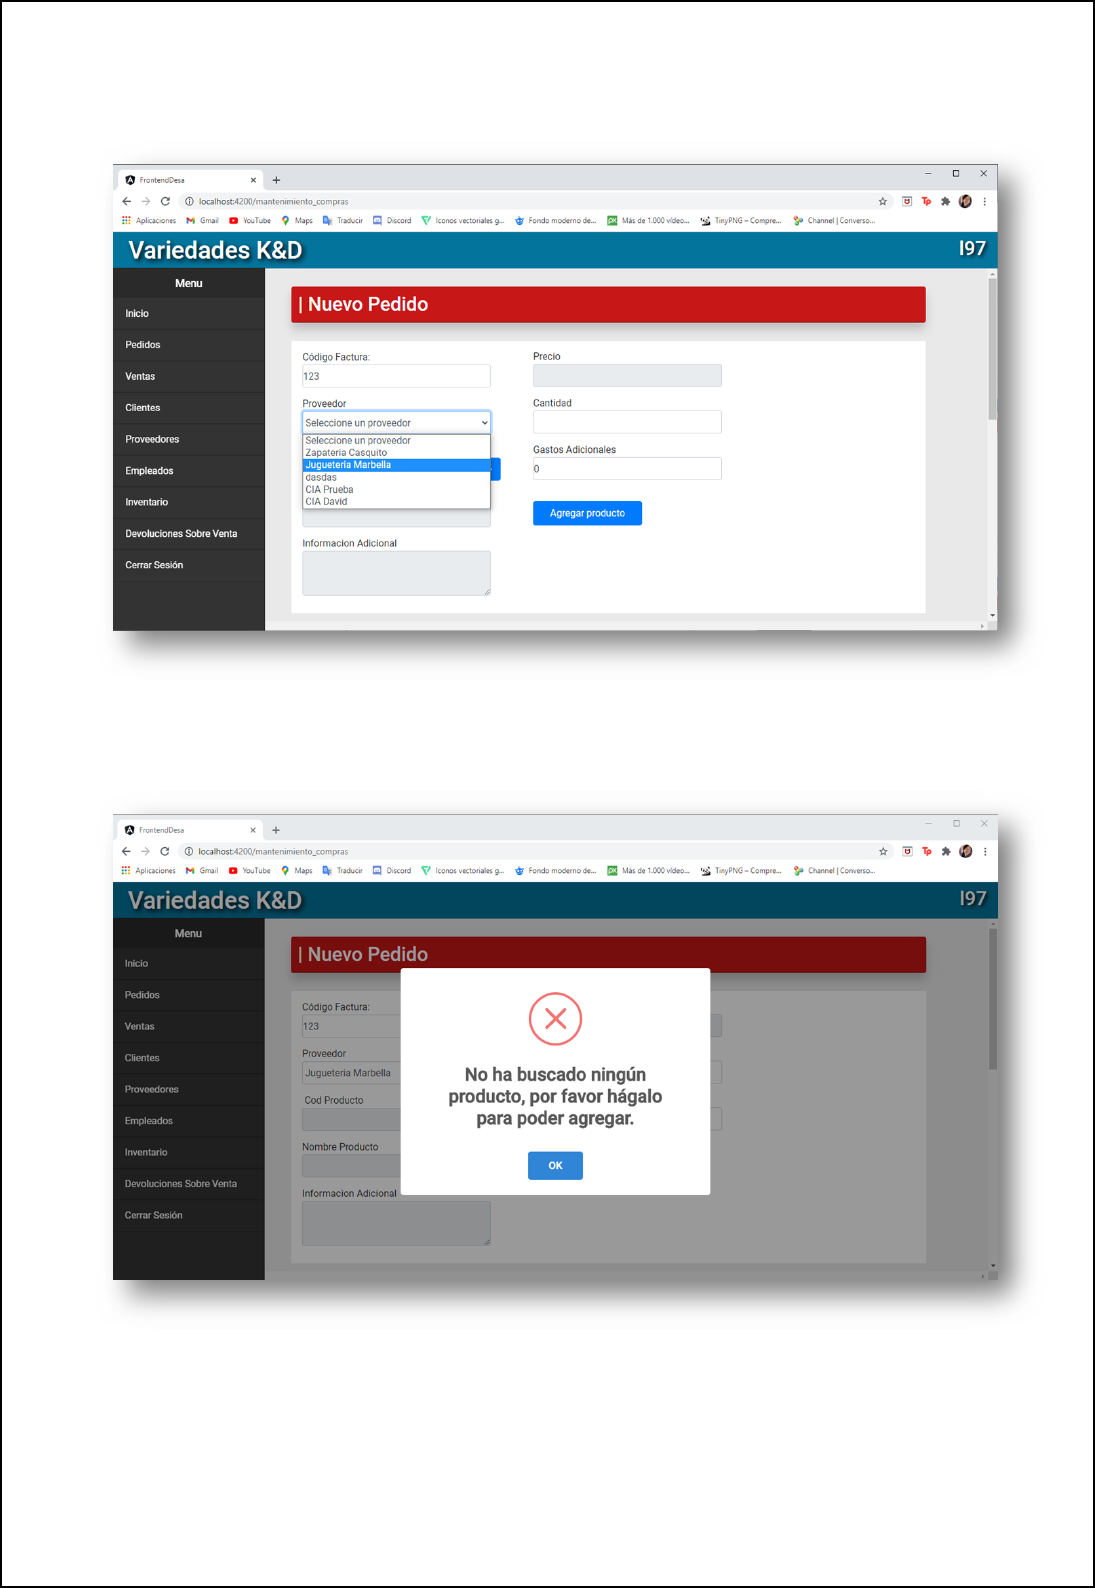 FrontendDesa
localhost:4200/mantenimiento_compras
Aplicaciones Gmail YouTube Maps Traducir Discord Iconos vectoriales g... Fondo moderno de... Más de 1.000 vídeo... TinyPNG – Compre... Channel | Converso...
Variedades K&D l97
Menu
Inicio
Pedidos
Ventas
Clientes
Proveedores
Empleados
Inventario
Devoluciones Sobre Venta
Cerrar Sesión
| Nuevo Pedido
Código Factura:
123
Proveedor
Seleccione un proveedor
Seleccione un proveedor
Zapateria Casquito
Jugueteria Marbella
dasdas
CIA Prueba
CIA David
Informacion Adicional
Precio
Cantidad
Gastos Adicionales
0
Agregar producto
FrontendDesa
localhost:4200/mantenimiento_compras
Aplicaciones Gmail YouTube Maps Traducir Discord Iconos vectoriales g... Fondo moderno de... Más de 1.000 vídeo... TinyPNG – Compre... Channel | Converso...
Variedades K&D l97
Menu
Inicio
Pedidos
Ventas
Clientes
Proveedores
Empleados
Inventario
Devoluciones Sobre Venta
Cerrar Sesión
| Nuevo Pedido
Código Factura:
123
Proveedor
Jugueteria Marbella
Cod Producto
Nombre Producto
Informacion Adicional
No ha buscado ningún
producto, por favor hágalo
para poder agregar.
OK